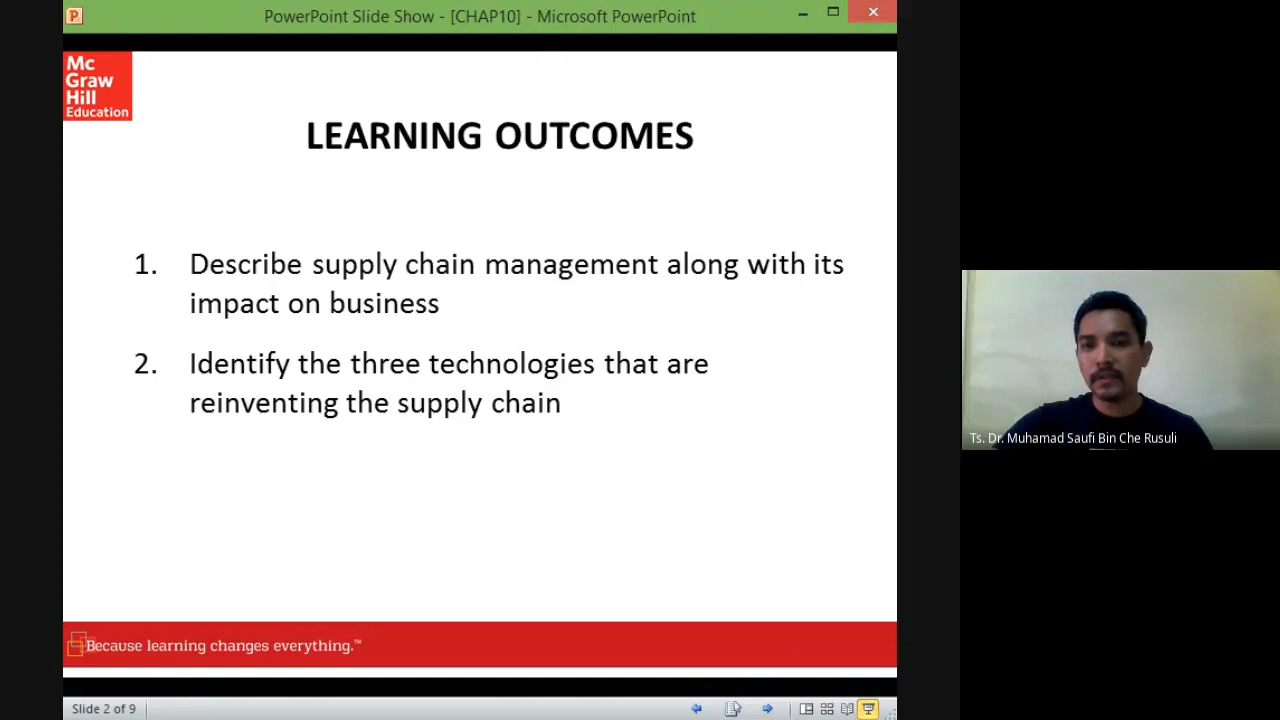 PowerPoint Slide Show - [CHAP10] - Microsoft PowerPoint
Mc
Graw
Hill
Education
LEARNING OUTCOMES
1. Describe supply chain management along with its
impact on business
2. Identify the three technologies that are
reinventing the supply chain
Ts. Dr. Muhamad Saufi Bin Che Rusuli
Because learning changes everything.™
Slide 2 of 9